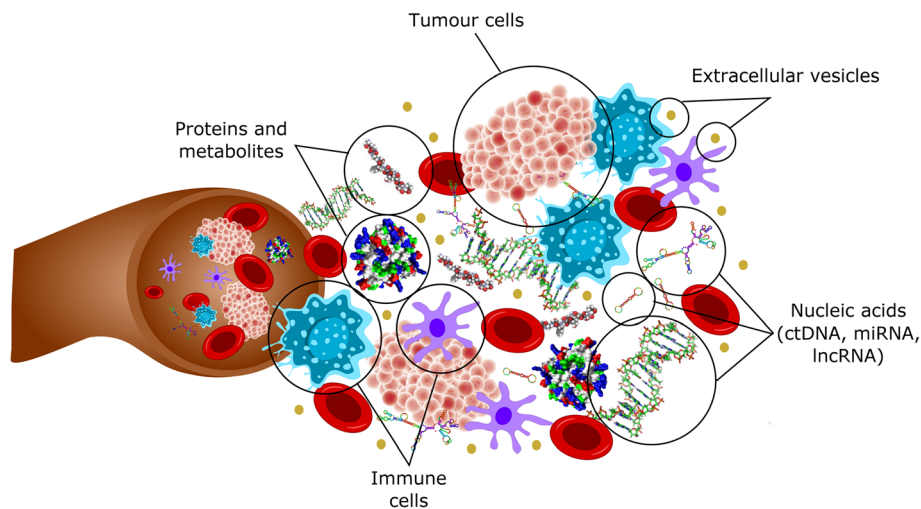 Tumour cells
Extracellular vesicles
Proteins and
metabolites
Nucleic acids
(ctDNA, miRNA,
lncRNA)
Immune
cells